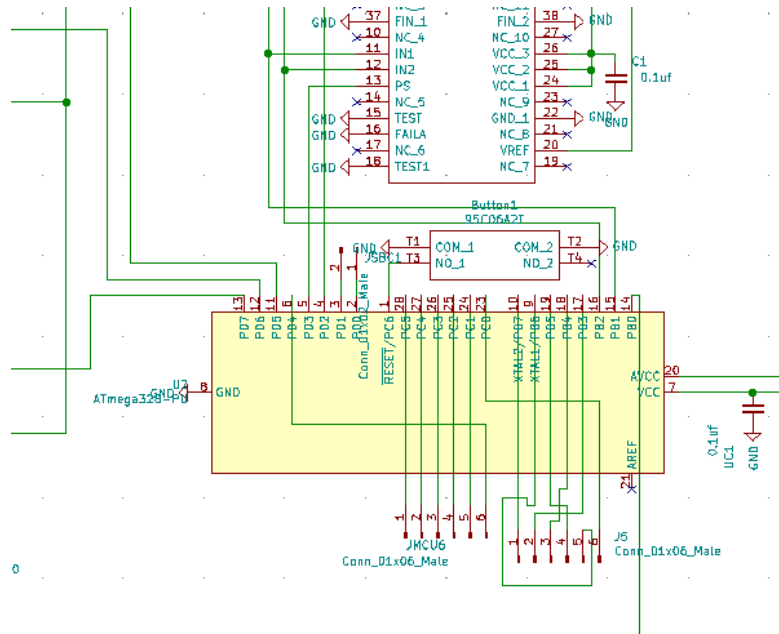 37 FIN_1 FIN_2 38
GND GND
10 NC_4 NC_10 27
11 IN1 VCC_3 26
12 IN2 VCC_2 25
13 PS VCC_1 24
14 NC_5 NC_9 23
15 TEST GND_1 22
GND GND
16 FAILA NC_8 21
GND
17 NC_6 VREF 20
18 TEST1 NC_7 19
GND
C1
0.1uf
GND
Button1
95C06A2T
GND T1 COM_1 COM_2 T2 GND
T3 NO_1 NO_2 T4
JSBC1
2 1
Conn_01x02_Male
13 12 11 6 5 4 3 2 1 28 27 26 25 24 23 10 9 19 18 17 16 15 14
PD7 PD6 PD5 PD4 PD3 PD2 PD1 PD0 RESET/PC6 PC5 PC4 PC3 PC2 PC1 PC0 XTAL2/PB7 XTAL1/PB6 PB5 PB4 PB3 PB2 PB1 PB0
GND 8 GND
ATmega328-PU
AVCC 20
VCC 7
AREF
21
0.1uf
UC1
GND
1 2 3 4 5 6
JMCU6
Conn_01x06_Male
1 2 3 4 5 6
J5
Conn_01x06_Male
0